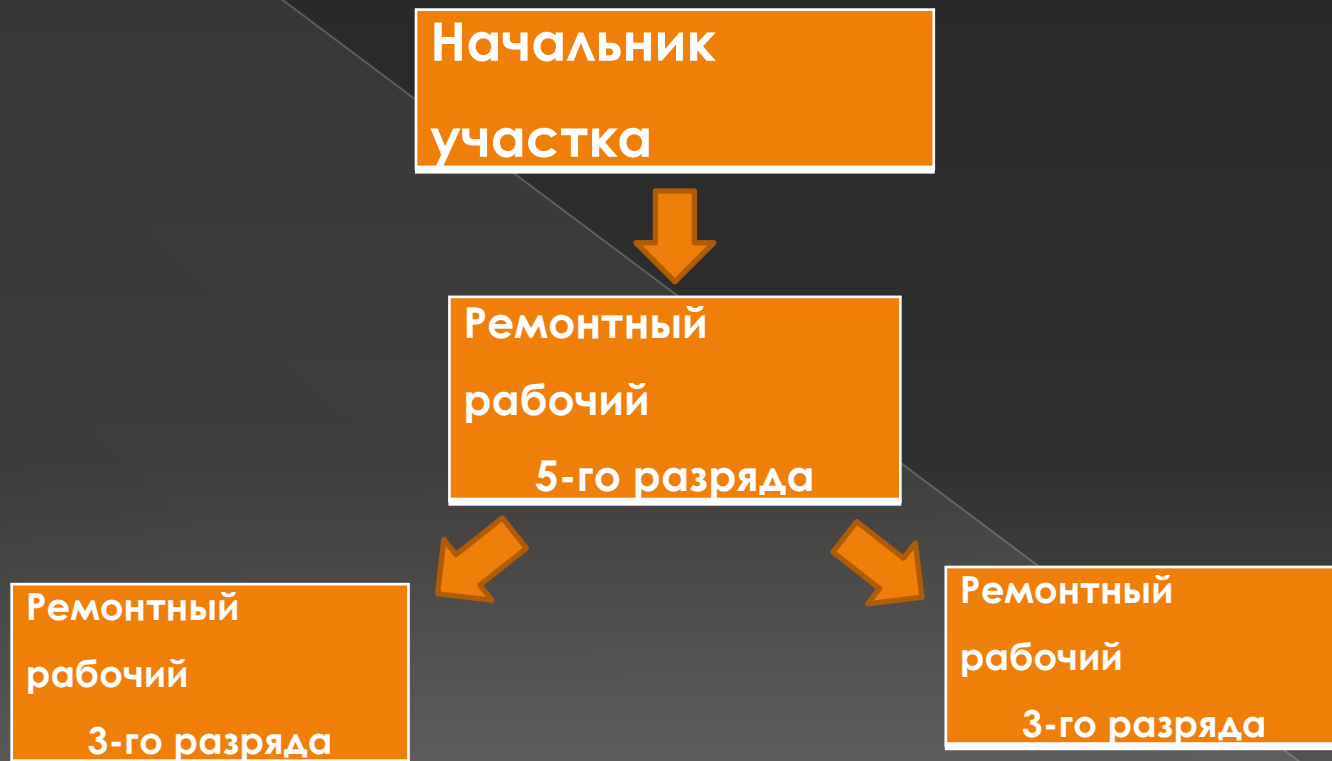 Начальник
участка
Ремонтный
рабочий
5-го разряда
Ремонтный
рабочий
3-го разряда
Ремонтный
рабочий
3-го разряда